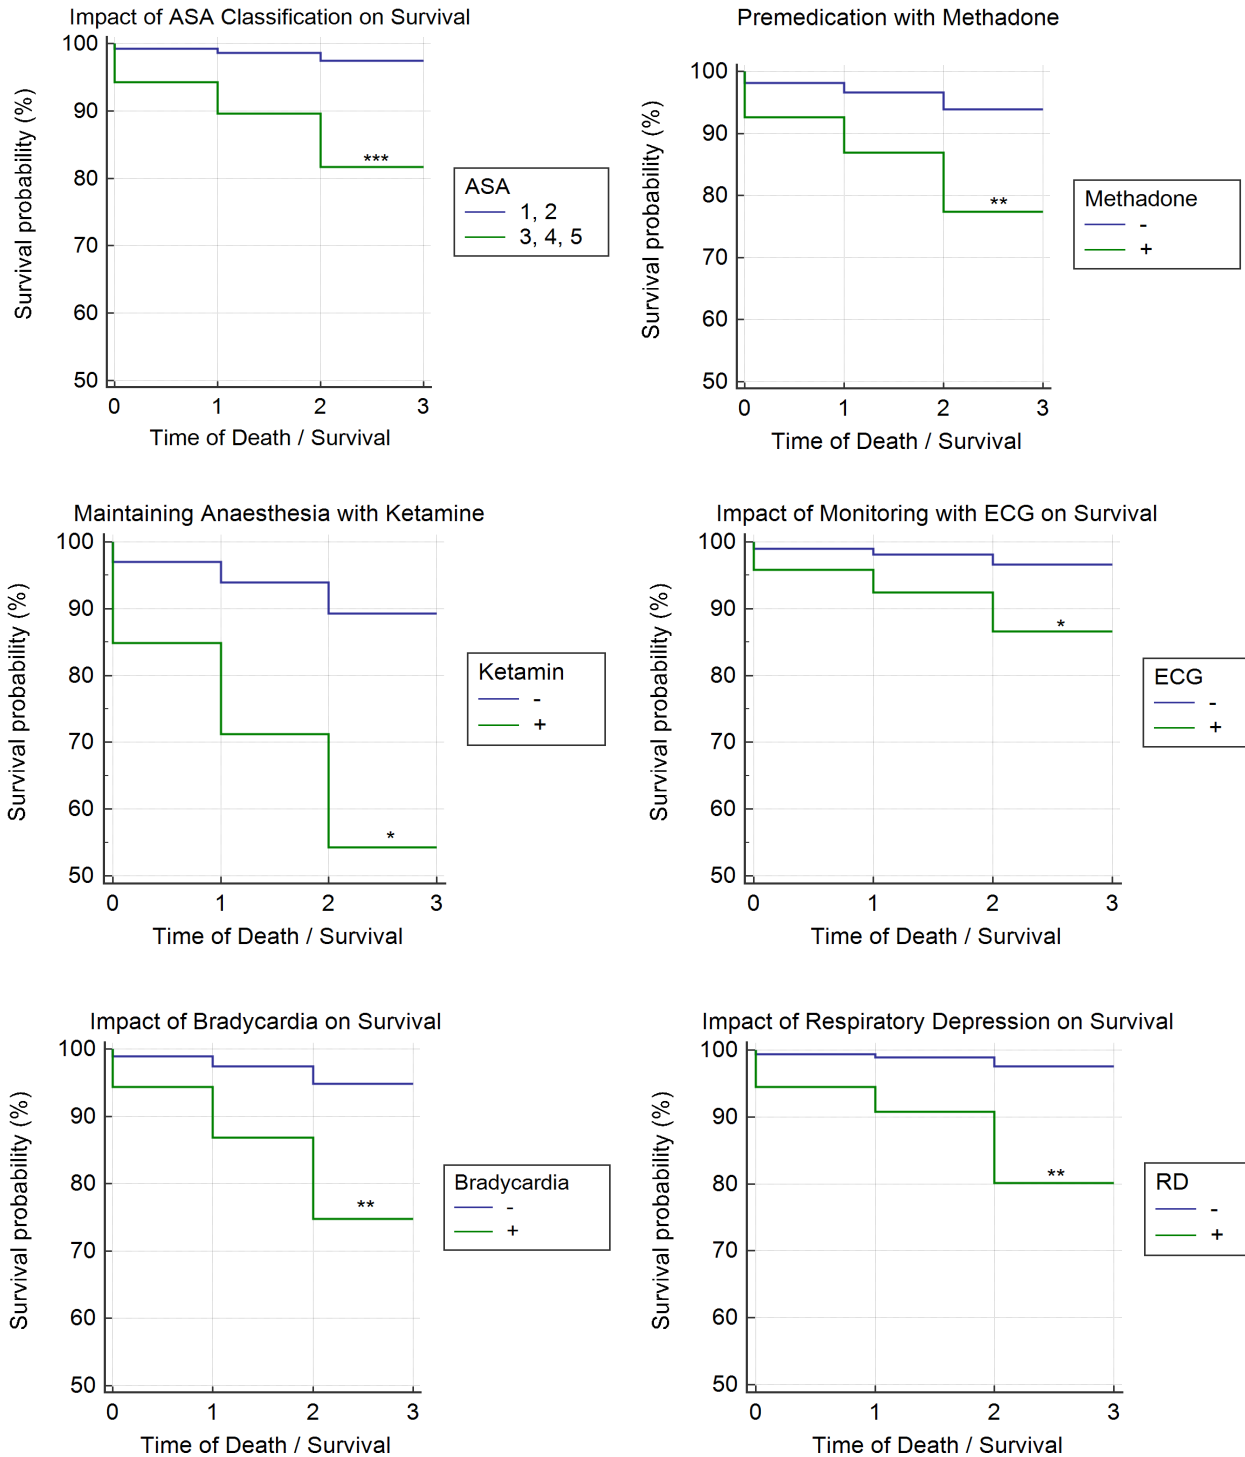 Impact of ASA Classification on Survival
Survival probability (%)
100
90
80
70
60
50
***
0 1 2 3
Time of Death / Survival
ASA
1, 2
3, 4, 5
Premedication with Methadone
Survival probability (%)
100
90
80
70
60
50
**
0 1 2 3
Time of Death / Survival
Methadone
-
+
Maintaining Anaesthesia with Ketamine
Survival probability (%)
100
90
80
70
60
50
*
0 1 2 3
Time of Death / Survival
Ketamin
-
+
Impact of Monitoring with ECG on Survival
Survival probability (%)
100
90
80
70
60
50
*
0 1 2 3
Time of Death / Survival
ECG
-
+
Impact of Bradycardia on Survival
Survival probability (%)
100
90
80
70
60
50
**
0 1 2 3
Time of Death / Survival
Bradycardia
-
+
Impact of Respiratory Depression on Survival
Survival probability (%)
100
90
80
70
60
50
**
0 1 2 3
Time of Death / Survival
RD
-
+